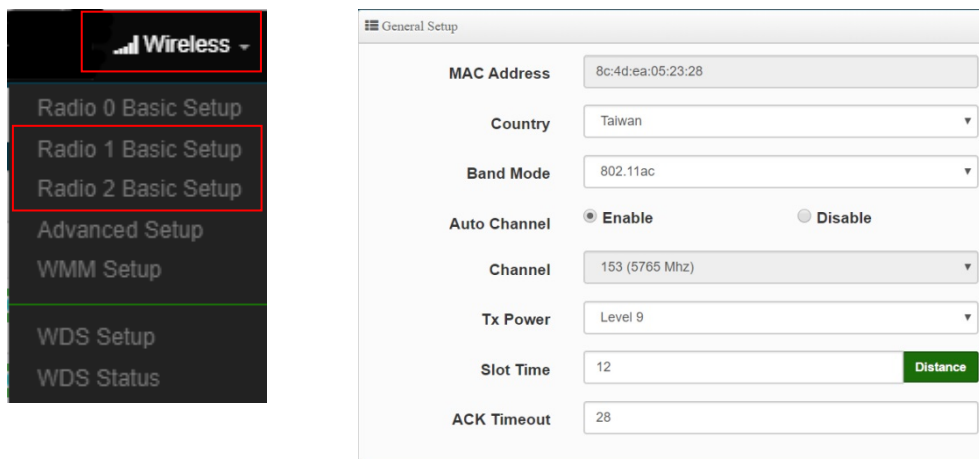 Wireless
Radio 0 Basic Setup
Radio 1 Basic Setup
Radio 2 Basic Setup
Advanced Setup
WMM Setup
WDS Setup
WDS Status
General Setup
MAC Address 8c:4d:ea:05:23:28
Country Taiwan
Band Mode 802.11ac
Auto Channel Enable Disable
Channel 153 (5765 Mhz)
Tx Power Level 9
Slot Time 12 Distance
ACK Timeout 28